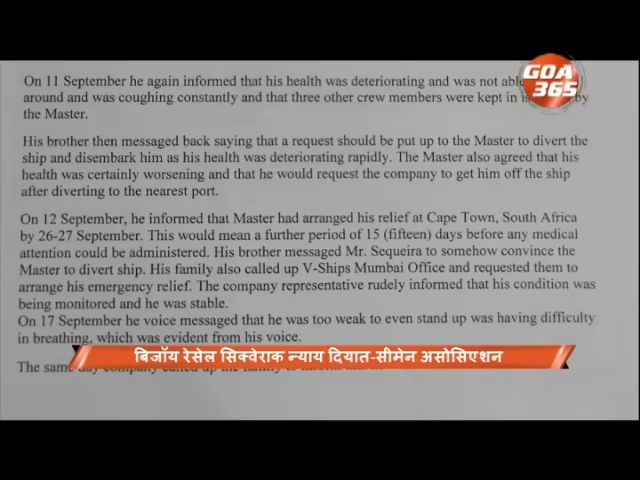 GOA
365
On 11 September he again informed that his health was deteriorating and was not
around and was coughing constantly and that three other crew members were kept in by
the Master.
His brother then messaged back saying that a request should be put up to the Master to divert the
ship and disembark him as his health was deteriorating rapidly. The Master also agreed that his
health was certainly worsening and that he would request the company to get him off the ship
after diverting to the nearest port.
On 12 September, he informed that Master had arranged his relief at Cape Town, South Africa
by 26-27 September. This would mean a further period of 15 (fifteen) days before any medical
attention could be administered. His brother messaged Mr. Sequeira to somehow convince the
Master to divert ship. His family also called up V-Ships Mumbai Office and requested them to
arrange his emergency relief. The company representative rudely informed that his condition was
being monitored and he was stable.
On 17 September he voice messaged that he was too weak to even stand up was having difficulty
in breathing, which was evident from his voice.
बिजॉय रेसेल सिक्वेराक न्याय दियात-सीमेन असोसिएशन
The same